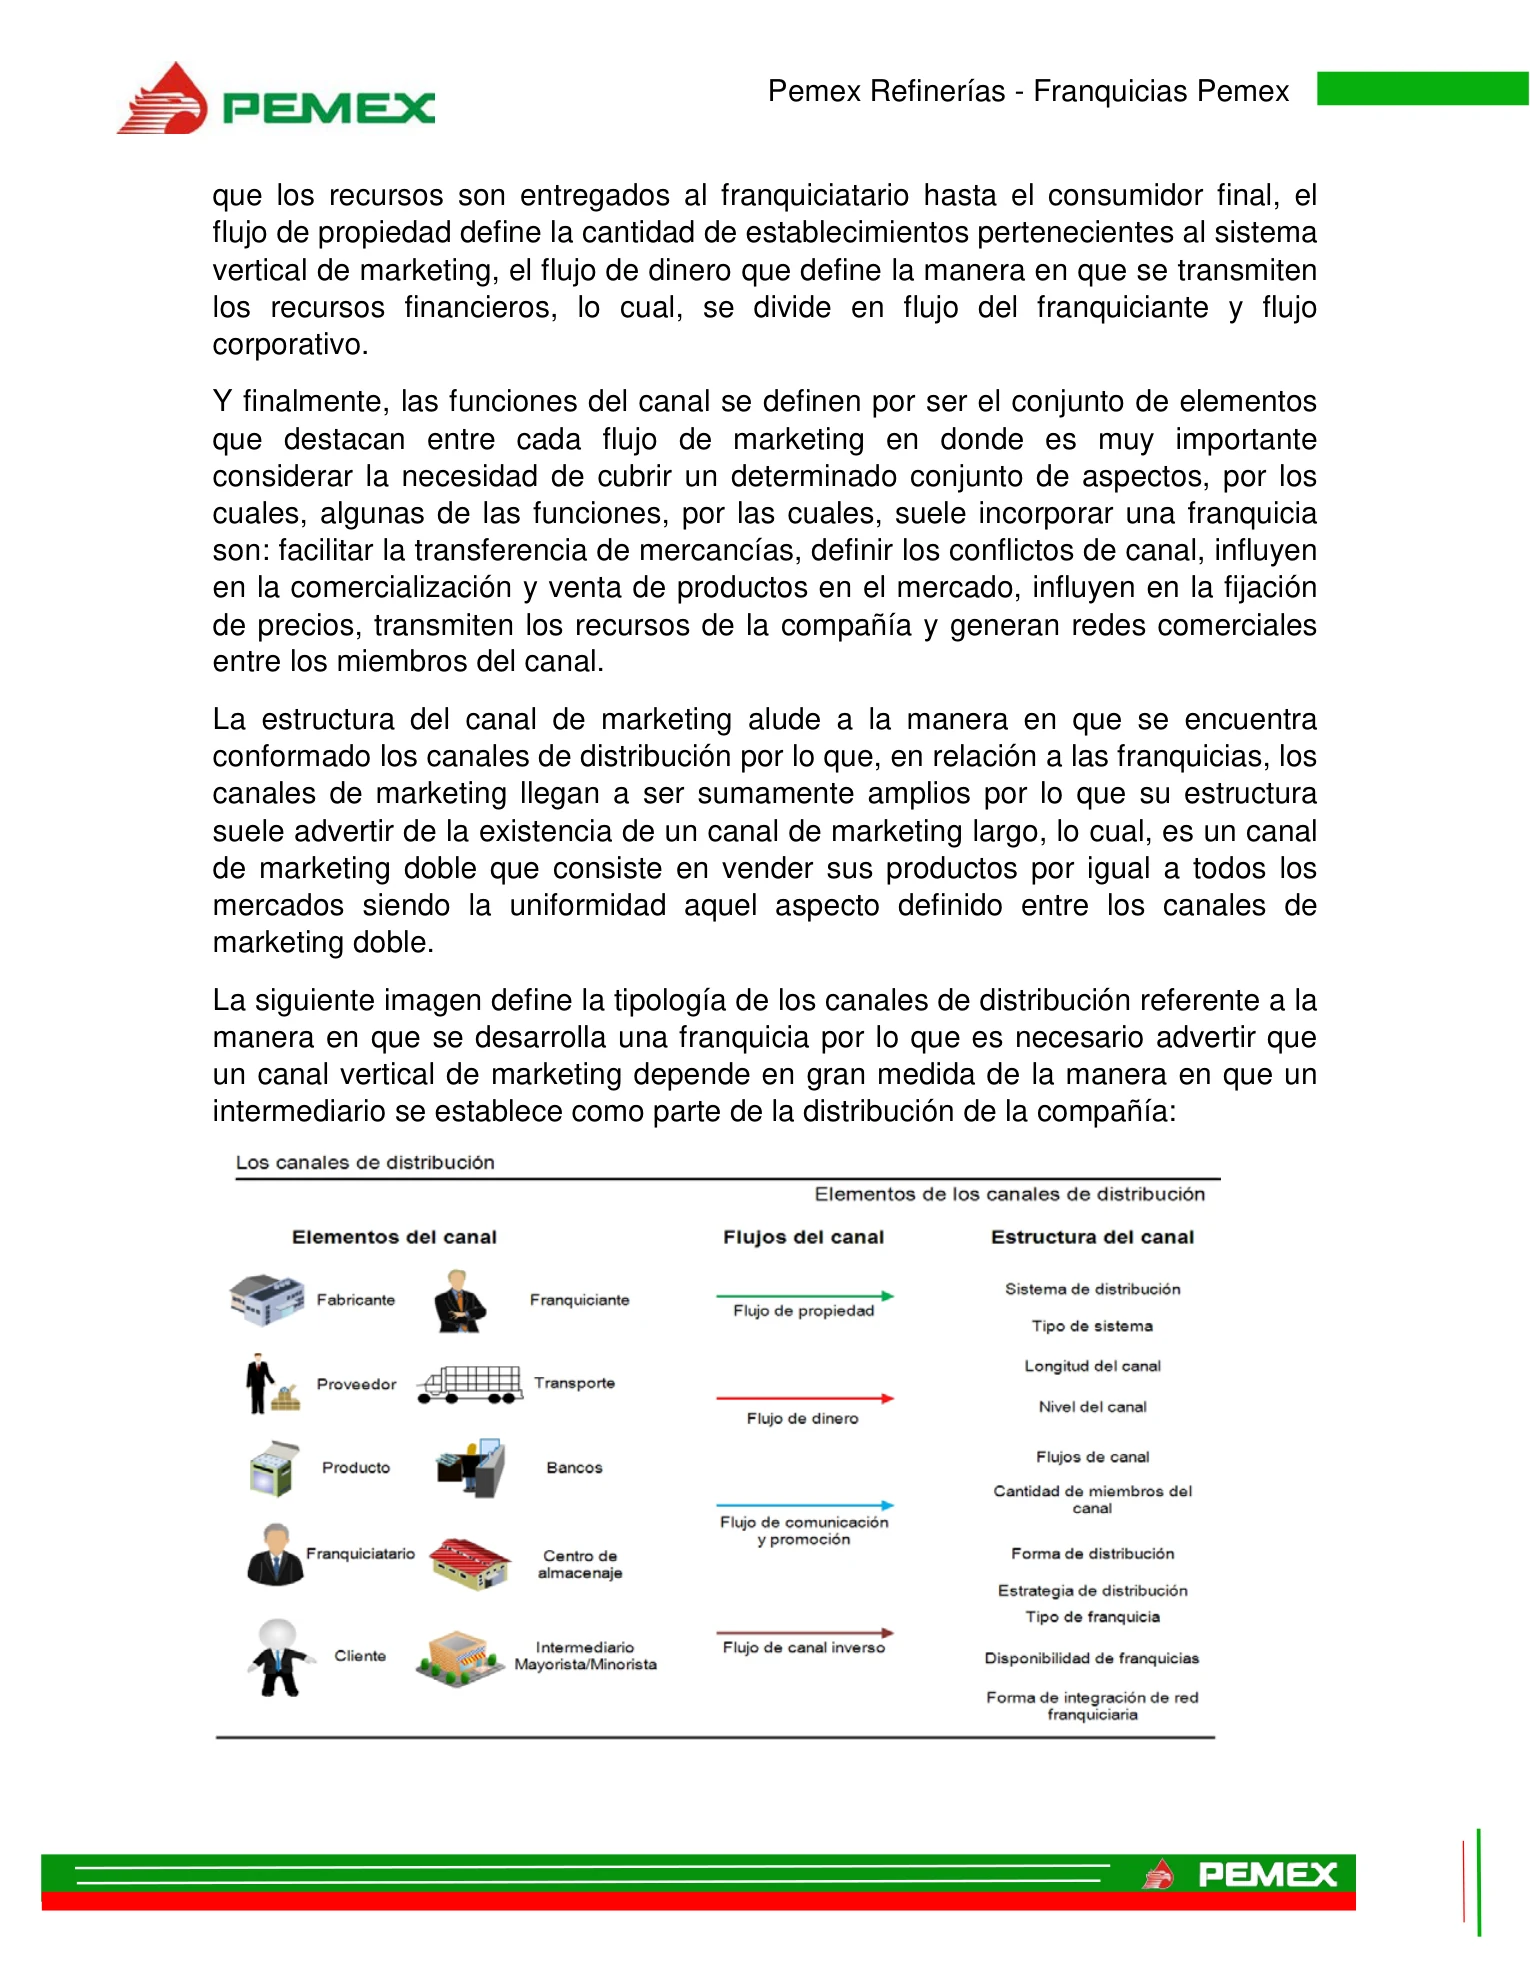 PEMEX
Pemex Refinerías - Franquicias Pemex
que los recursos son entregados al franquiciatario hasta el consumidor final, el
flujo de propiedad define la cantidad de establecimientos pertenecientes al sistema
vertical de marketing, el flujo de dinero que define la manera en que se transmiten
los recursos financieros, lo cual, se divide en flujo del franquiciante y flujo
corporativo.
Y finalmente, las funciones del canal se definen por ser el conjunto de elementos
que destacan entre cada flujo de marketing en donde es muy importante
considerar la necesidad de cubrir un determinado conjunto de aspectos, por los
cuales, algunas de las funciones, por las cuales, suele incorporar una franquicia
son: facilitar la transferencia de mercancías, definir los conflictos de canal, influyen
en la comercialización y venta de productos en el mercado, influyen en la fijación
de precios, transmiten los recursos de la compañía y generan redes comerciales
entre los miembros del canal.
La estructura del canal de marketing alude a la manera en que se encuentra
conformado los canales de distribución por lo que, en relación a las franquicias, los
canales de marketing llegan a ser sumamente amplios por lo que su estructura
suele advertir de la existencia de un canal de marketing largo, lo cual, es un canal
de marketing doble que consiste en vender sus productos por igual a todos los
mercados siendo la uniformidad aquel aspecto definido entre los canales de
marketing doble.
La siguiente imagen define la tipología de los canales de distribución referente a la
manera en que se desarrolla una franquicia por lo que es necesario advertir que
un canal vertical de marketing depende en gran medida de la manera en que un
intermediario se establece como parte de la distribución de la compañía:
Los canales de distribución
Elementos de los canales de distribución
Elementos del canal
Fabricante
Franquiciante
Proveedor
Transporte
Producto
Bancos
Franquiciatario
Centro de
almacenaje
Cliente
Intermediario
Mayorista/Minorista
Flujos del canal
Flujo de propiedad
Flujo de dinero
Flujo de comunicación
y promoción
Flujo de canal inverso
Estructura del canal
Sistema de distribución
Tipo de sistema
Longitud del canal
Nivel del canal
Flujos de canal
Cantidad de miembros del
canal
Forma de distribución
Estrategia de distribución
Tipo de franquicia
Disponibilidad de franquicias
Forma de integración de red
franquiciaria
PEMEX